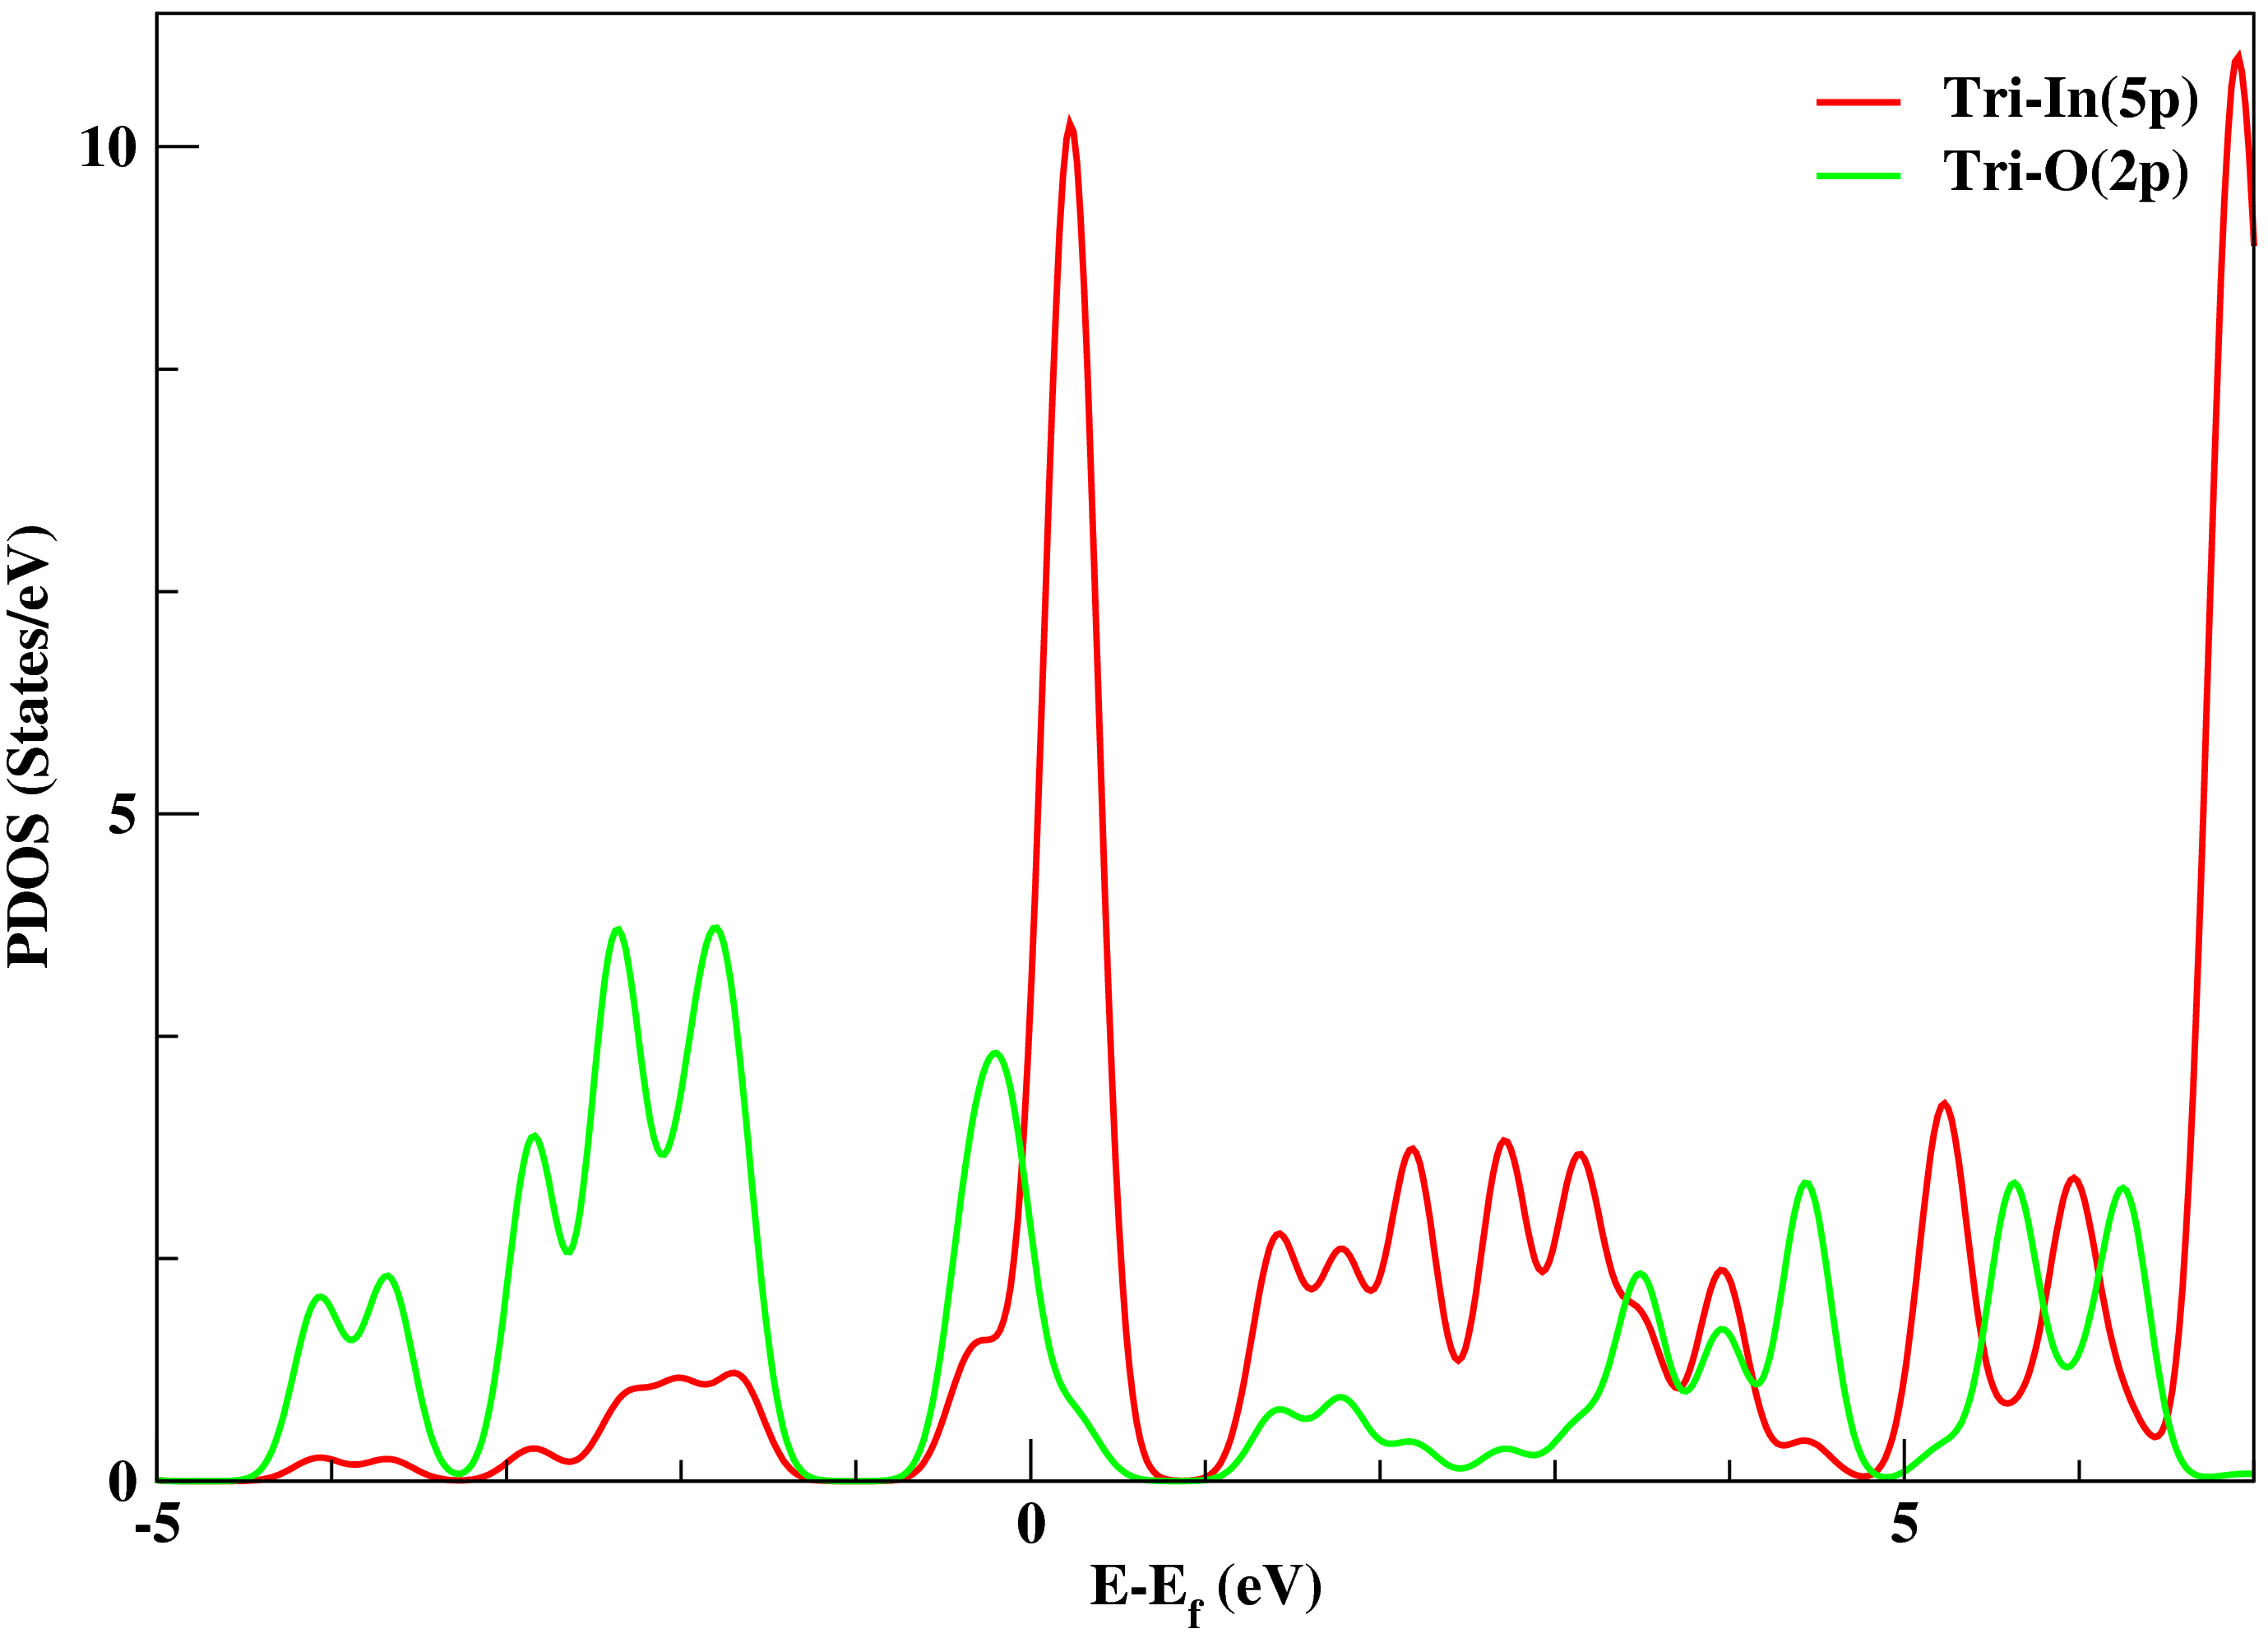 Tri-In(5p)
Tri-O(2p)
10
5
0
-5
0
5
PDOS (States/eV)
E-Ef (eV)